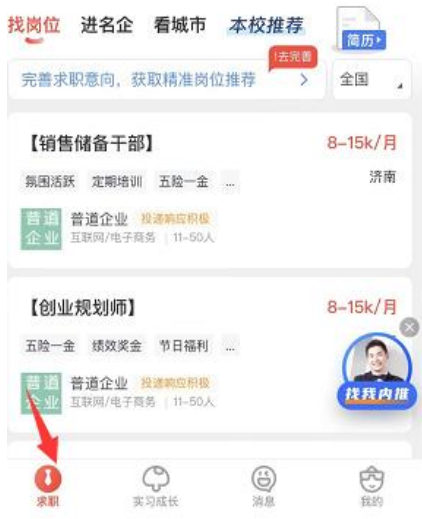 找岗位 进名企 看城市 本校推荐 简历
!去完善
完善求职意向，获取精准岗位推荐 > 全国
【销售储备干部】 8-15k/月
氛围活跃 定期培训 五险一金 ... 济南
普道企业 普道企业 投递响应积极
互联网/电子商务 | 11-50人
【创业规划师】 8-15k/月
五险一金 绩效奖金 节日福利 ...
普道企业 普道企业 投递响应积极
互联网/电子商务 | 11-50人
找我内推
求职 实习成长 消息 我的